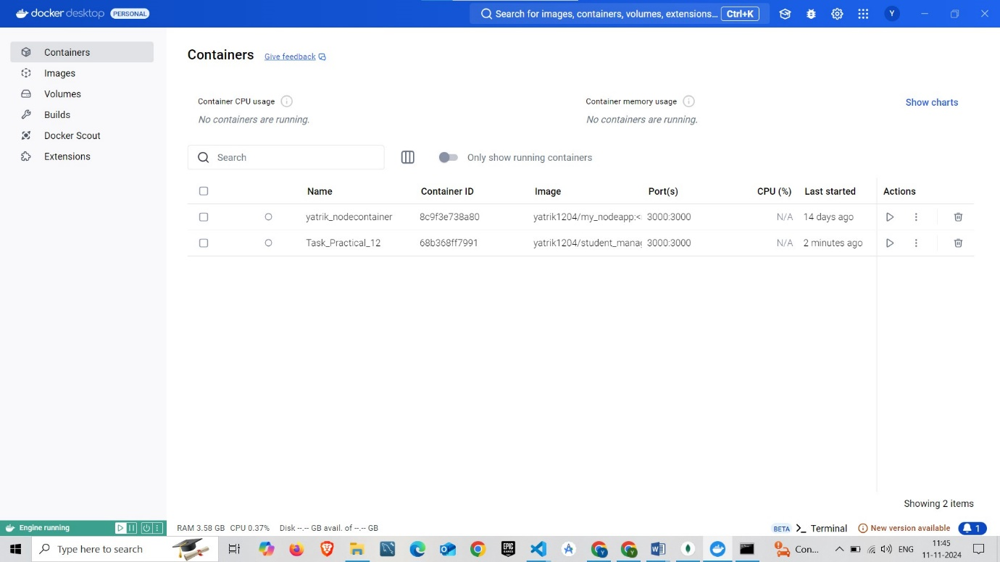 docker desktop PERSONAL Search for images, containers, volumes, extensions... Ctrl+K Y
Containers
Images
Volumes
Builds
Docker Scout
Extensions
Containers Give feedback
Container CPU usage
No containers are running.
Container memory usage
No containers are running.
Show charts
Search Only show running containers
Name Container ID Image Port(s) CPU (%) Last started Actions
yatrik_nodecontainer 8c9f3e738a80 yatrik1204/my_nodeapp:< 3000:3000 N/A 14 days ago
Task_Practical_12 68b368ff7991 yatrik1204/student_mana 3000:3000 N/A 2 minutes ago
Showing 2 items
Engine running RAM 3.58 GB CPU 0.37% Disk --.-- GB avail. of --.-- GB BETA Terminal New version available 1
Type here to search EPIC GAMES Con... ENG 11:45
11-11-2024